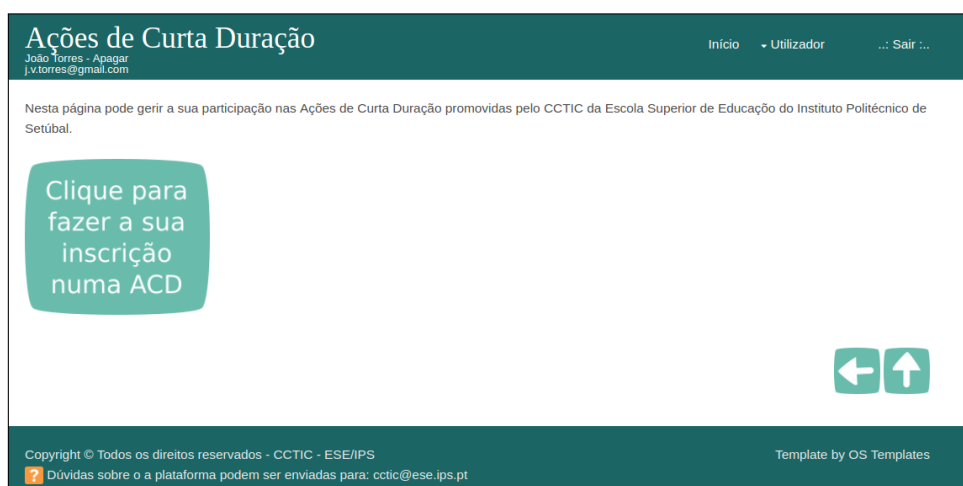 Ações de Curta Duração
João Torres - Apagar
j.v.torres@gmail.com
Início
Utilizador
..: Sair :..
Nesta página pode gerir a sua participação nas Ações de Curta Duração promovidas pelo CCTIC da Escola Superior de Educaçõo do Instituto Politécnico de
Setúbal.
Clique para
fazer a sua
inscrição
numa ACD
Copyright © Todos os direitos reservados - CCTIC - ESE/IPS
Template by OS Templates
? Dúvidas sobre o a plataforma podem ser enviadas para: cctic@ese.ips.pt